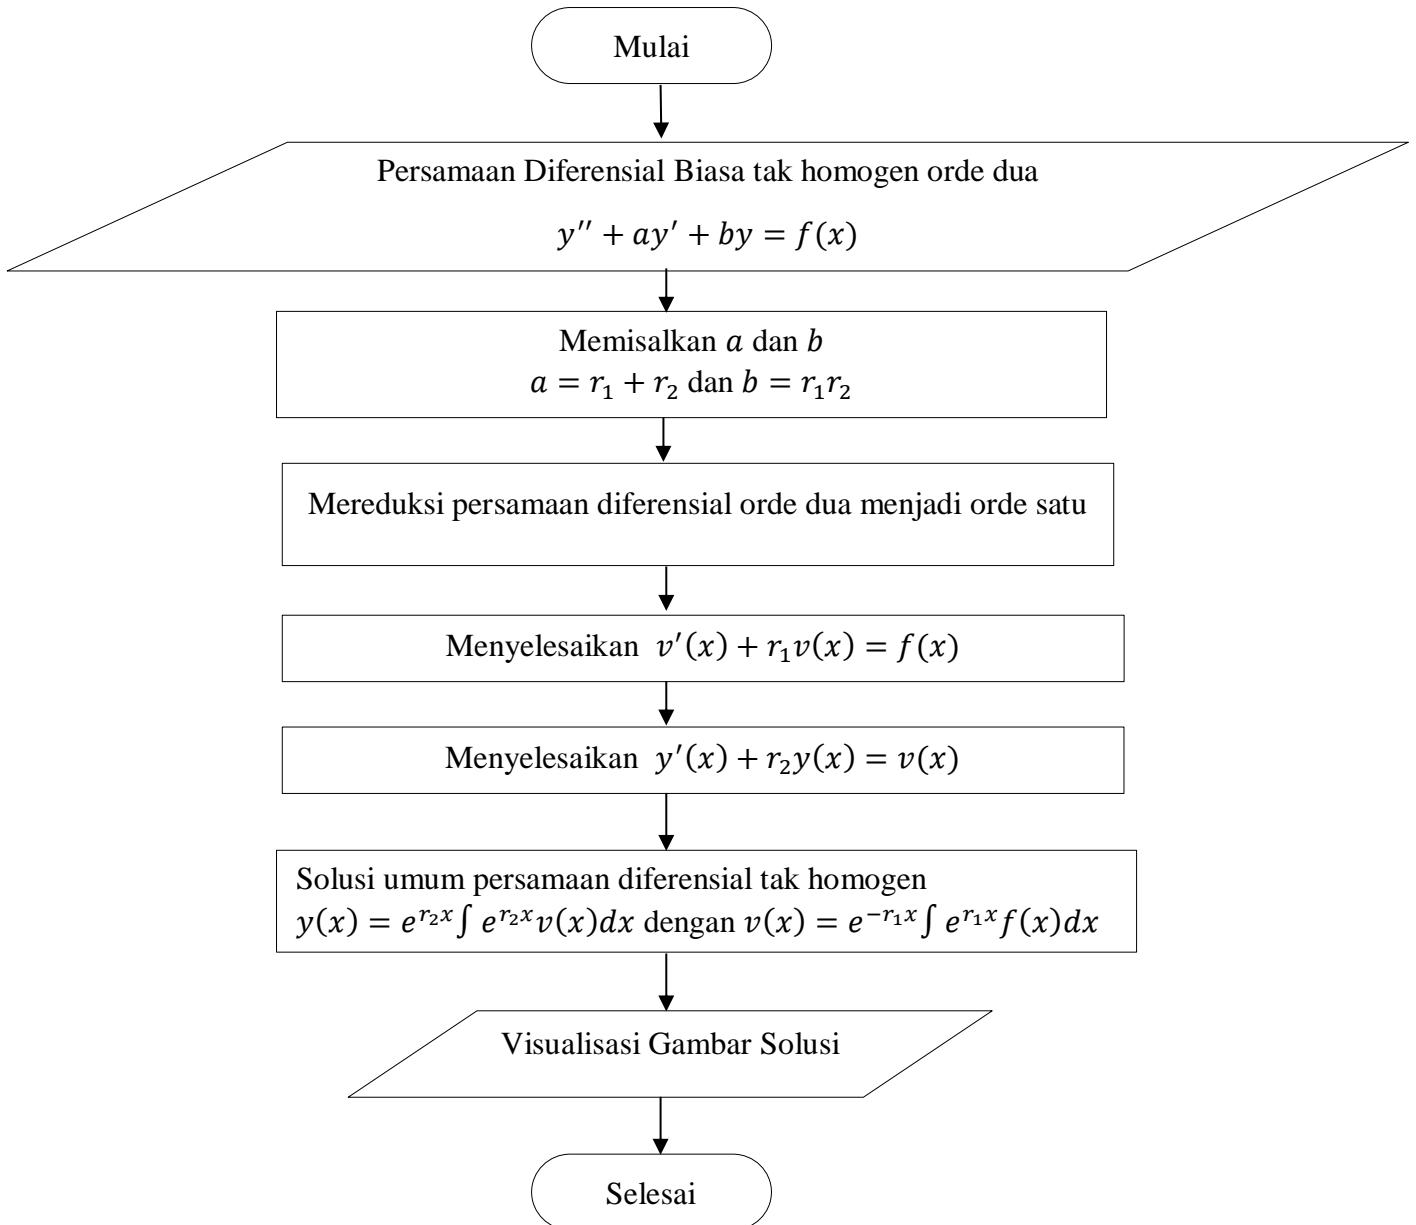 Mulai
Persamaan Diferensial Biasa tak homogen orde dua
𝑦′′ + 𝑎𝑦′ + 𝑏𝑦 = 𝑓(𝑥)
Memisalkan 𝑎 dan 𝑏
𝑎 = 𝑟₁ + 𝑟₂ dan 𝑏 = 𝑟₁𝑟₂
Mereduksi persamaan diferensial orde dua menjadi orde satu
Menyelesaikan 𝑣′(𝑥) + 𝑟₁𝑣(𝑥) = 𝑓(𝑥)
Menyelesaikan 𝑦′(𝑥) + 𝑟₂𝑦(𝑥) = 𝑣(𝑥)
Solusi umum persamaan diferensial tak homogen
𝑦(𝑥) = 𝑒^{𝑟₂𝑥} ∫ 𝑒^{𝑟₂𝑥}𝑣(𝑥)𝑑𝑥 dengan 𝑣(𝑥) = 𝑒^{−𝑟₁𝑥} ∫ 𝑒^{𝑟₁𝑥}𝑓(𝑥)𝑑𝑥
Visualisasi Gambar Solusi
Selesai